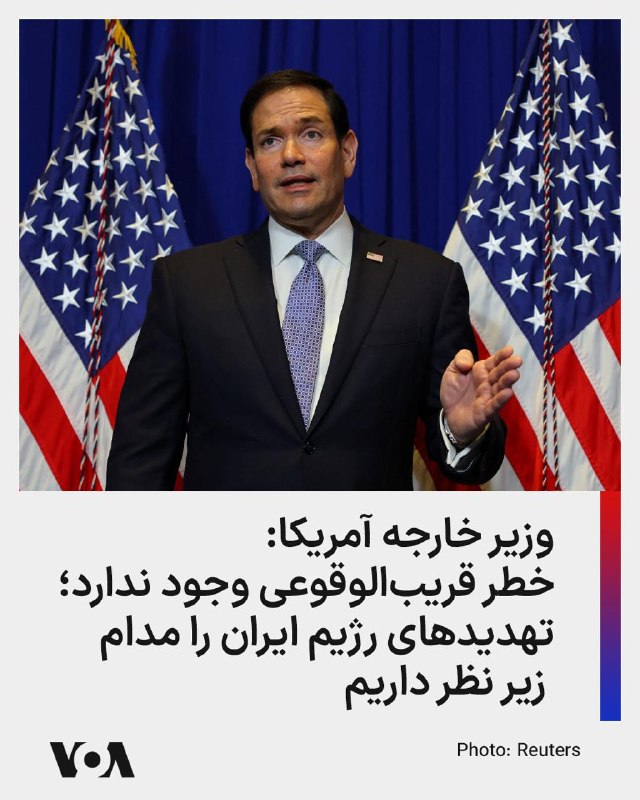 وزیر خارجه آمریکا:
خطر قریب‌الوقوعی وجود ندارد؛
تهدیدهای رژیم ایران را مدام
زیر نظر داریم
Photo: Reuters
VOA